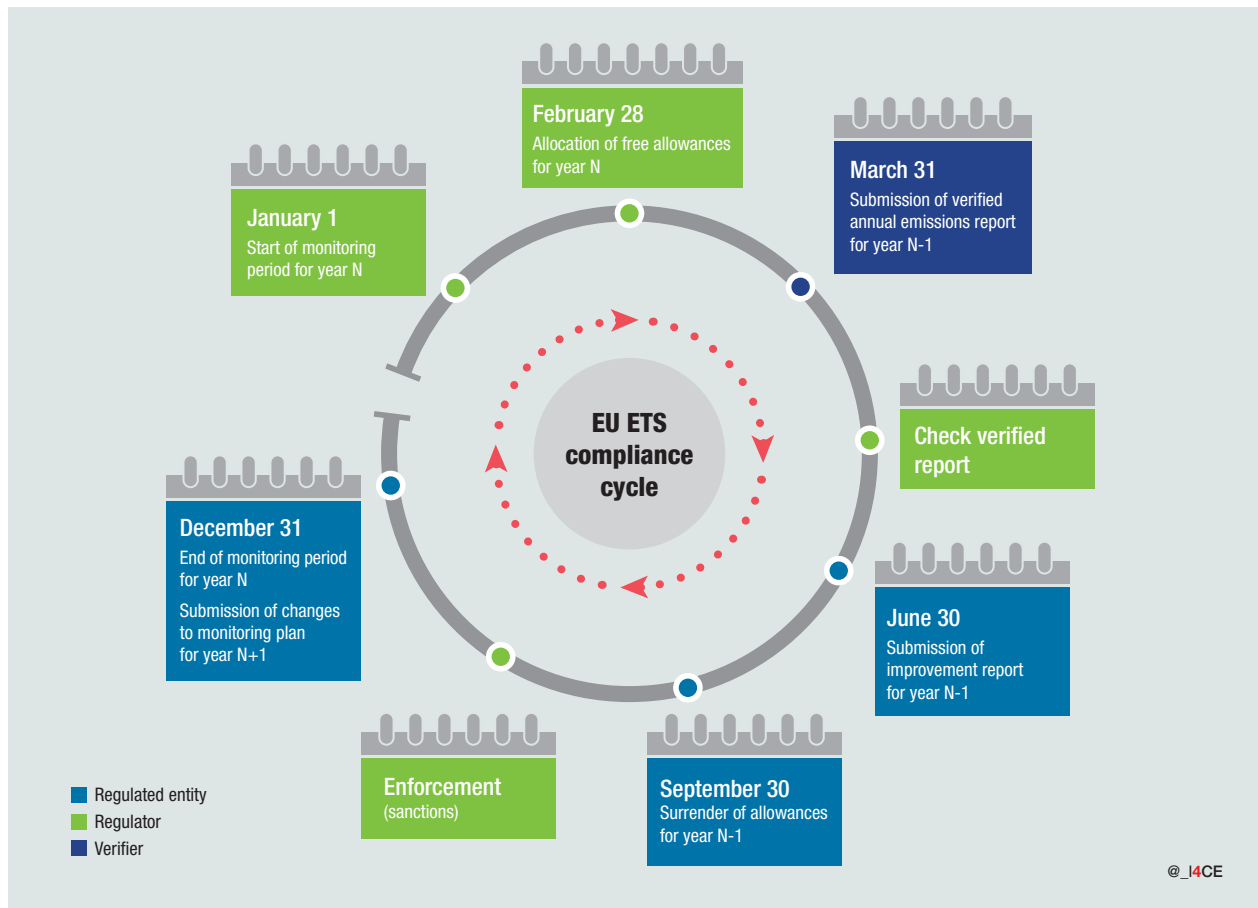 February 28
Allocation of free allowances
for year N
March 31
Submission of verified
annual emissions report
for year N-1
January 1
Start of monitoring
period for year N
EU ETS
compliance
cycle
Check verified
report
December 31
End of monitoring period
for year N
Submission of changes
to monitoring plan
for year N+1
June 30
Submission of
improvement report
for year N-1
Enforcement
(sanctions)
September 30
Surrender of allowances
for year N-1
Regulated entity
Regulator
Verifier
@_I4CE